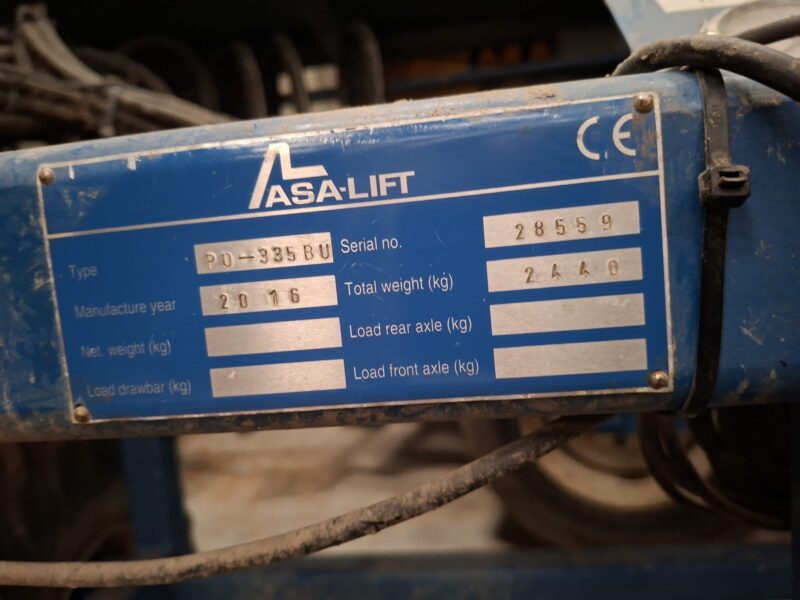 ASA-LIFT
CE
Type PO-335BU Serial no. 28559
Manufacture year 2016 Total weight (kg) 2440
Net. weight (kg) Load rear axle (kg)
Load drawbar (kg) Load front axle (kg)